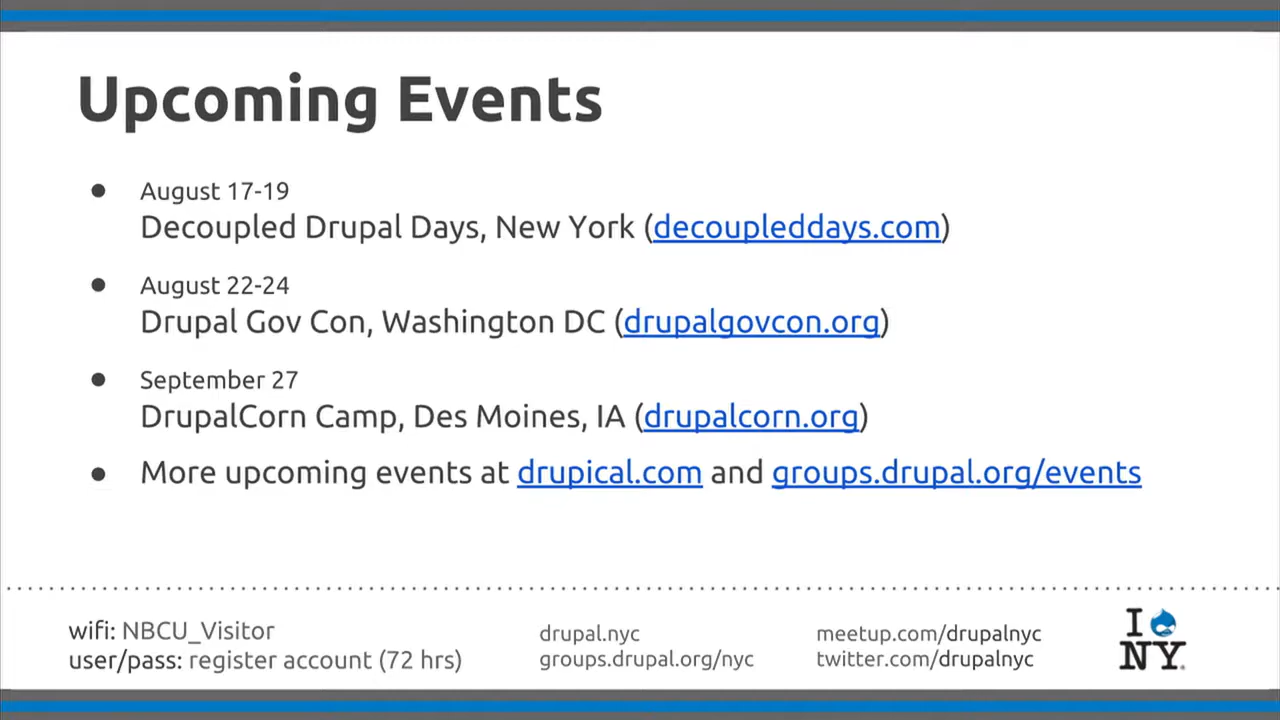 Upcoming Events
● August 17-19
Decoupled Drupal Days, New York (decoupleddays.com)
● August 22-24
Drupal Gov Con, Washington DC (drupalgovcon.org)
● September 27
DrupalCorn Camp, Des Moines, IA (drupalcorn.org)
● More upcoming events at drupical.com and groups.drupal.org/events
wifi: NBCU_Visitor
user/pass: register account (72 hrs)
drupal.nyc
groups.drupal.org/nyc
meetup.com/drupalnyc
twitter.com/drupalnyc
I
NY